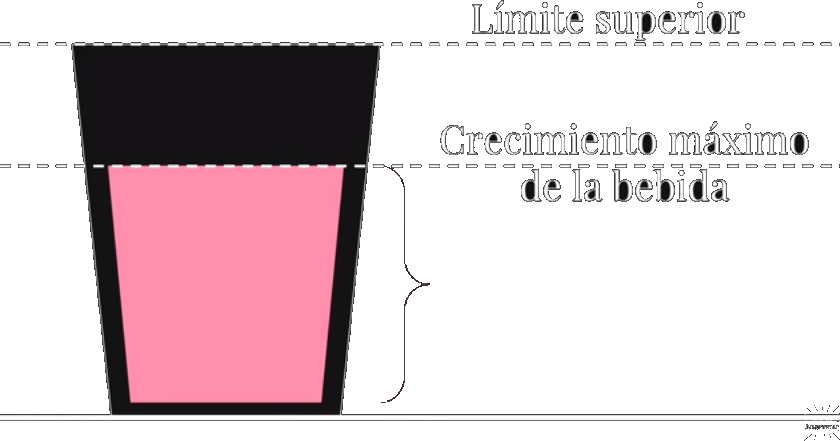 Límite superior
Crecimiento máximo
de la bebida